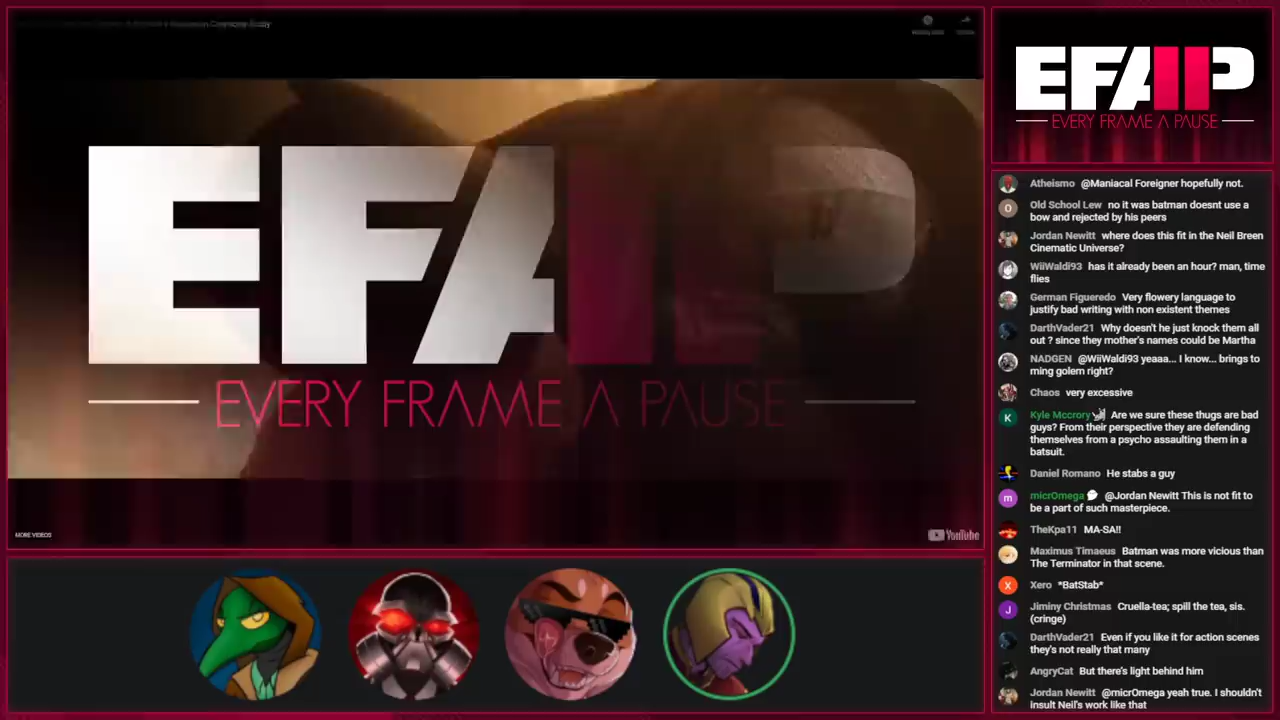 EFAP
EVERY FRAME A PAUSE
MORE VIDEOS
YouTube
EFAP
EVERY FRAME A PAUSE
Atheismo @Maniacal Foreigner hopefully not.
Old School Lew no it was batman doesnt use a
bow and rejected by his peers
Jordan Newitt where does this fit in the Neil Breen
Cinematic Universe?
WiiWaldi93 has it already been an hour? man, time
flies
German Figueredo Very flowery language to
justify bad writing with non existent themes
DarthVader21 Why doesn't he just knock them all
out ? since they mother's names could be Martha
NADGEN @WiiWaldi93 yeaaa... I know... brings to
ming golem right?
Chaos very excessive
K Kyle Mccrory Are we sure these thugs are bad
guys? From their perspective they are defending
themselves from a psycho assaulting them in a
batsuit.
Daniel Romano He stabs a guy
m micrOmega @Jordan Newitt This is not fit to
be a part of such masterpiece.
TheKpa11 MA-SA!!
Maximus Timaeus Batman was more vicious than
The Terminator in that scene.
X Xero *BatStab*
J Jiminy Christmas Cruella-tea; spill the tea, sis.
(cringe)
DarthVader21 Even if you like it for action scenes
they're not really that many
AngryCat But there's light behind him
Jordan Newitt @micrOmega yeah true. I shouldn't
insult Neil's work like that